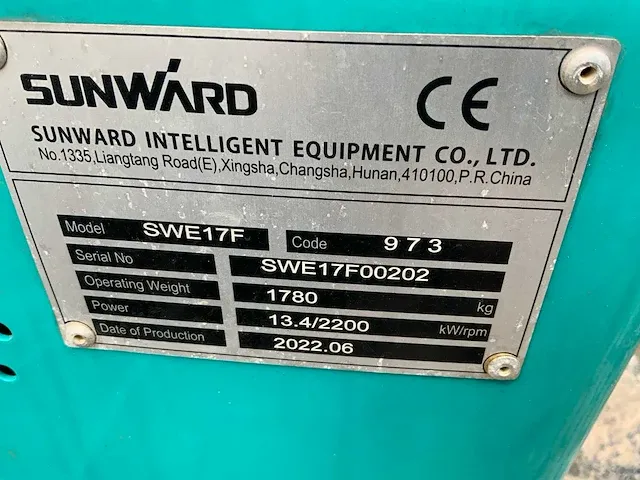 SUNWARD CE
SUNWARD INTELLIGENT EQUIPMENT CO., LTD.
No.1335,Liangtang Road(E),Xingsha,Changsha,Hunan,410100,P.R.China
Model SWE17F Code 973
Serial No SWE17F00202
Operating Weight 1780 kg
Power 13.4/2200 kW/rpm
Date of Production 2022.06